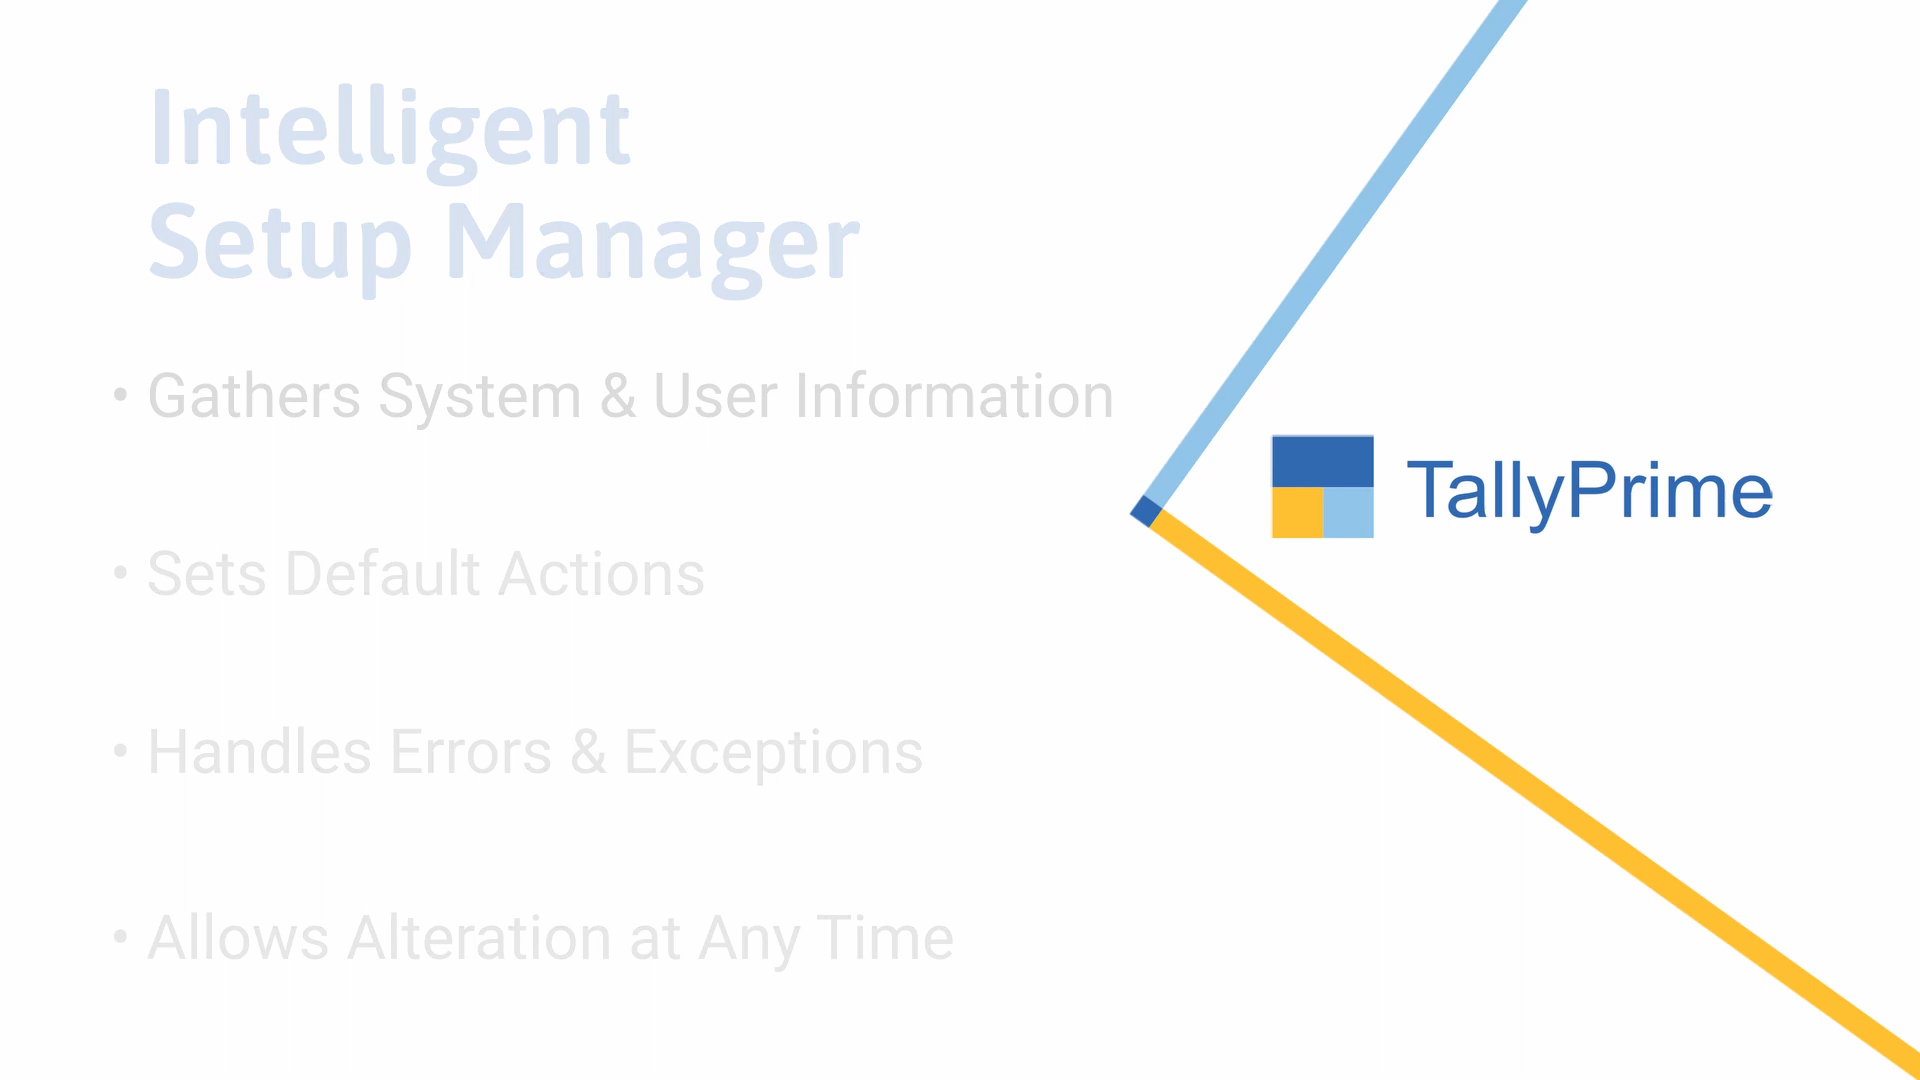 Intelligent
Setup Manager
• Gathers System & User Information
• Sets Default Actions
• Handles Errors & Exceptions
• Allows Alteration at Any Time
TallyPrime